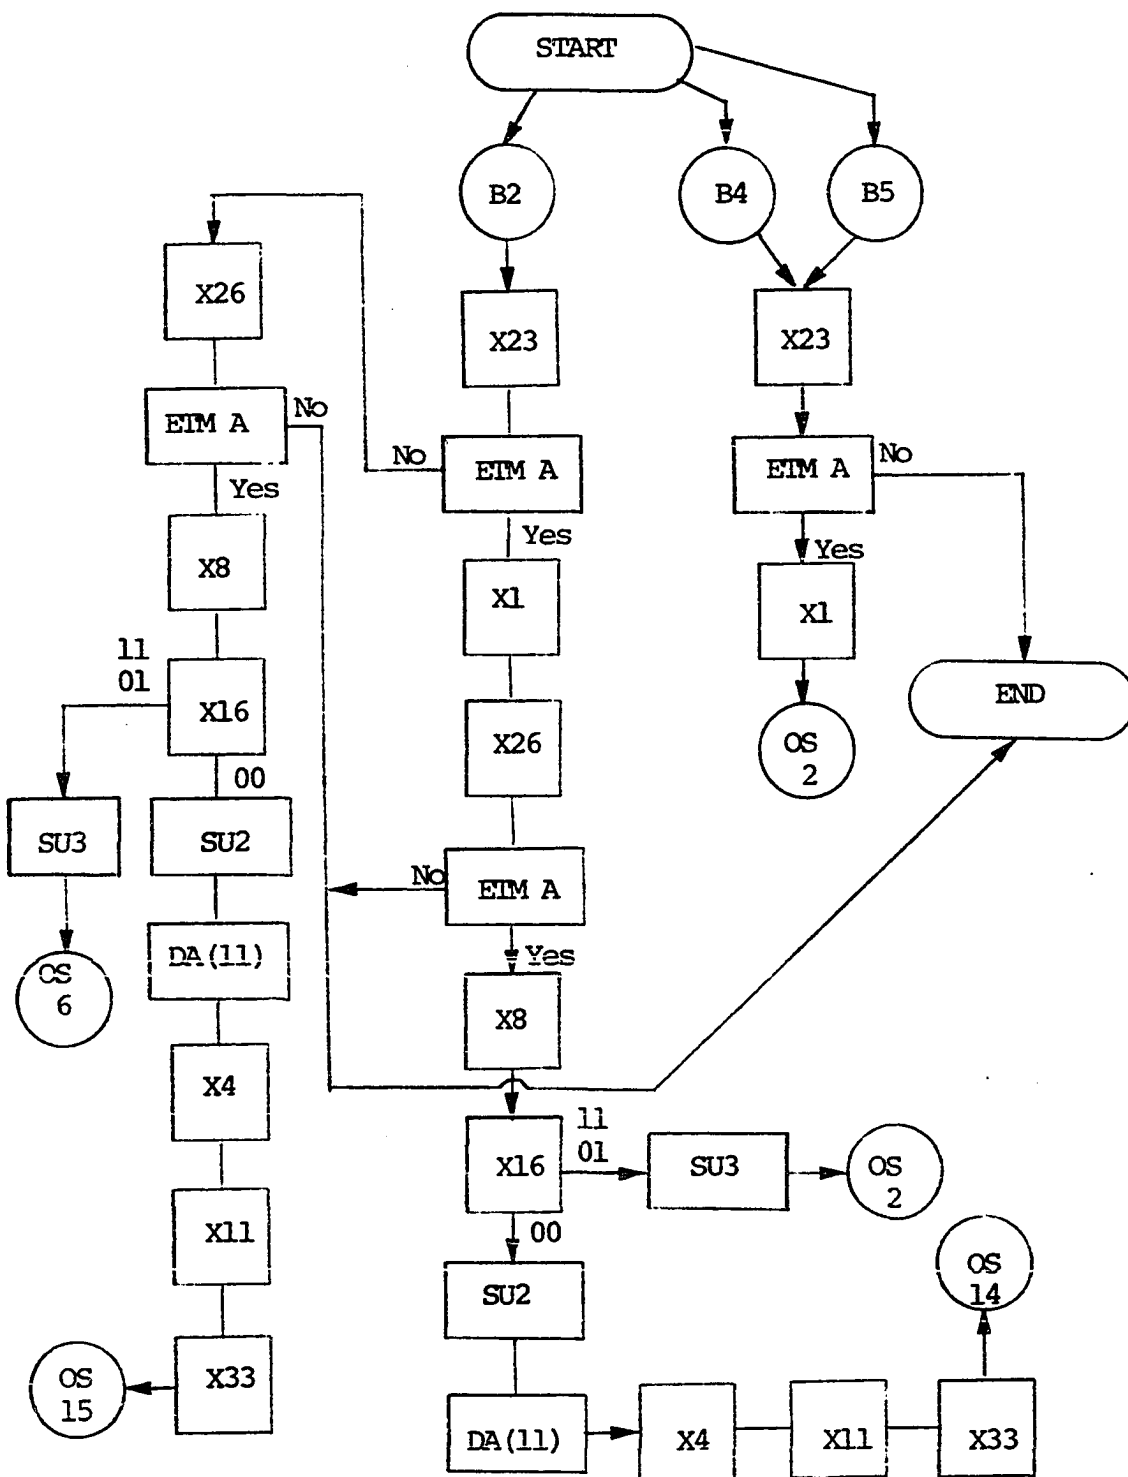 START
B2
B4
B5
X26
X23
X23
ETM A
No
No
ETM A
ETM A
No
Yes
Yes
Yes
X8
X1
X1
11
01
X16
X26
OS
2
END
00
SU3
SU2
No
ETM A
Yes
OS
6
DA(11)
X8
X4
11
01
X16
SU3
OS
2
00
X11
SU2
OS
14
X33
OS
15
DA(11)
X4
X11
X33